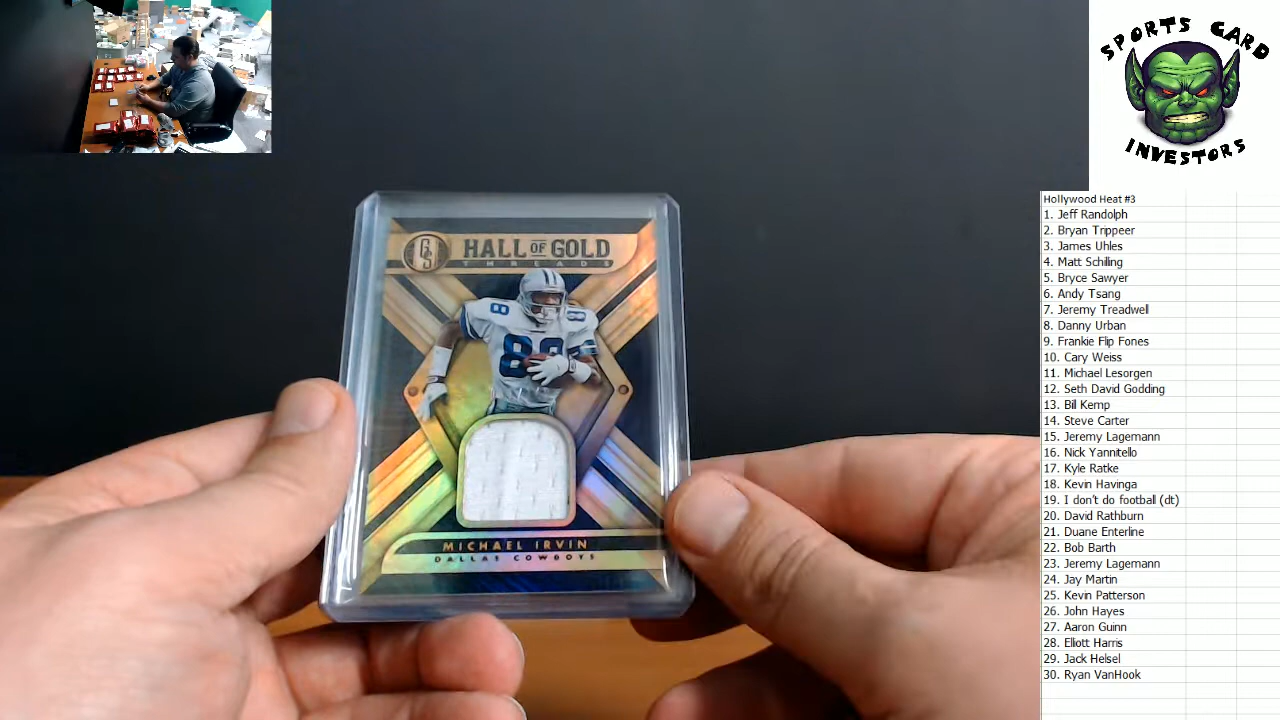 SPORTS CARD
INVESTORS
GS
HALL OF GOLD
THREADS
88
MICHAEL IRVIN
DALLAS COWBOYS
Hollywood Heat #3
1. Jeff Randolph
2. Bryan Trippeer
3. James Uhles
4. Matt Schilling
5. Bryce Sawyer
6. Andy Tsang
7. Jeremy Treadwell
8. Danny Urban
9. Frankie Flip Fones
10. Cary Weiss
11. Michael Lesorgen
12. Seth David Godding
13. Bill Kemp
14. Steve Carter
15. Jeremy Lagemann
16. Nick Yannitello
17. Kyle Ratke
18. Kevin Havinga
19. I don't do football (dt)
20. David Rathburn
21. Duane Enterline
22. Bob Barth
23. Jeremy Lagemann
24. Jay Martin
25. Kevin Patterson
26. John Hayes
27. Aaron Guinn
28. Eliott Harris
29. Jack Helsel
30. Ryan VanHook